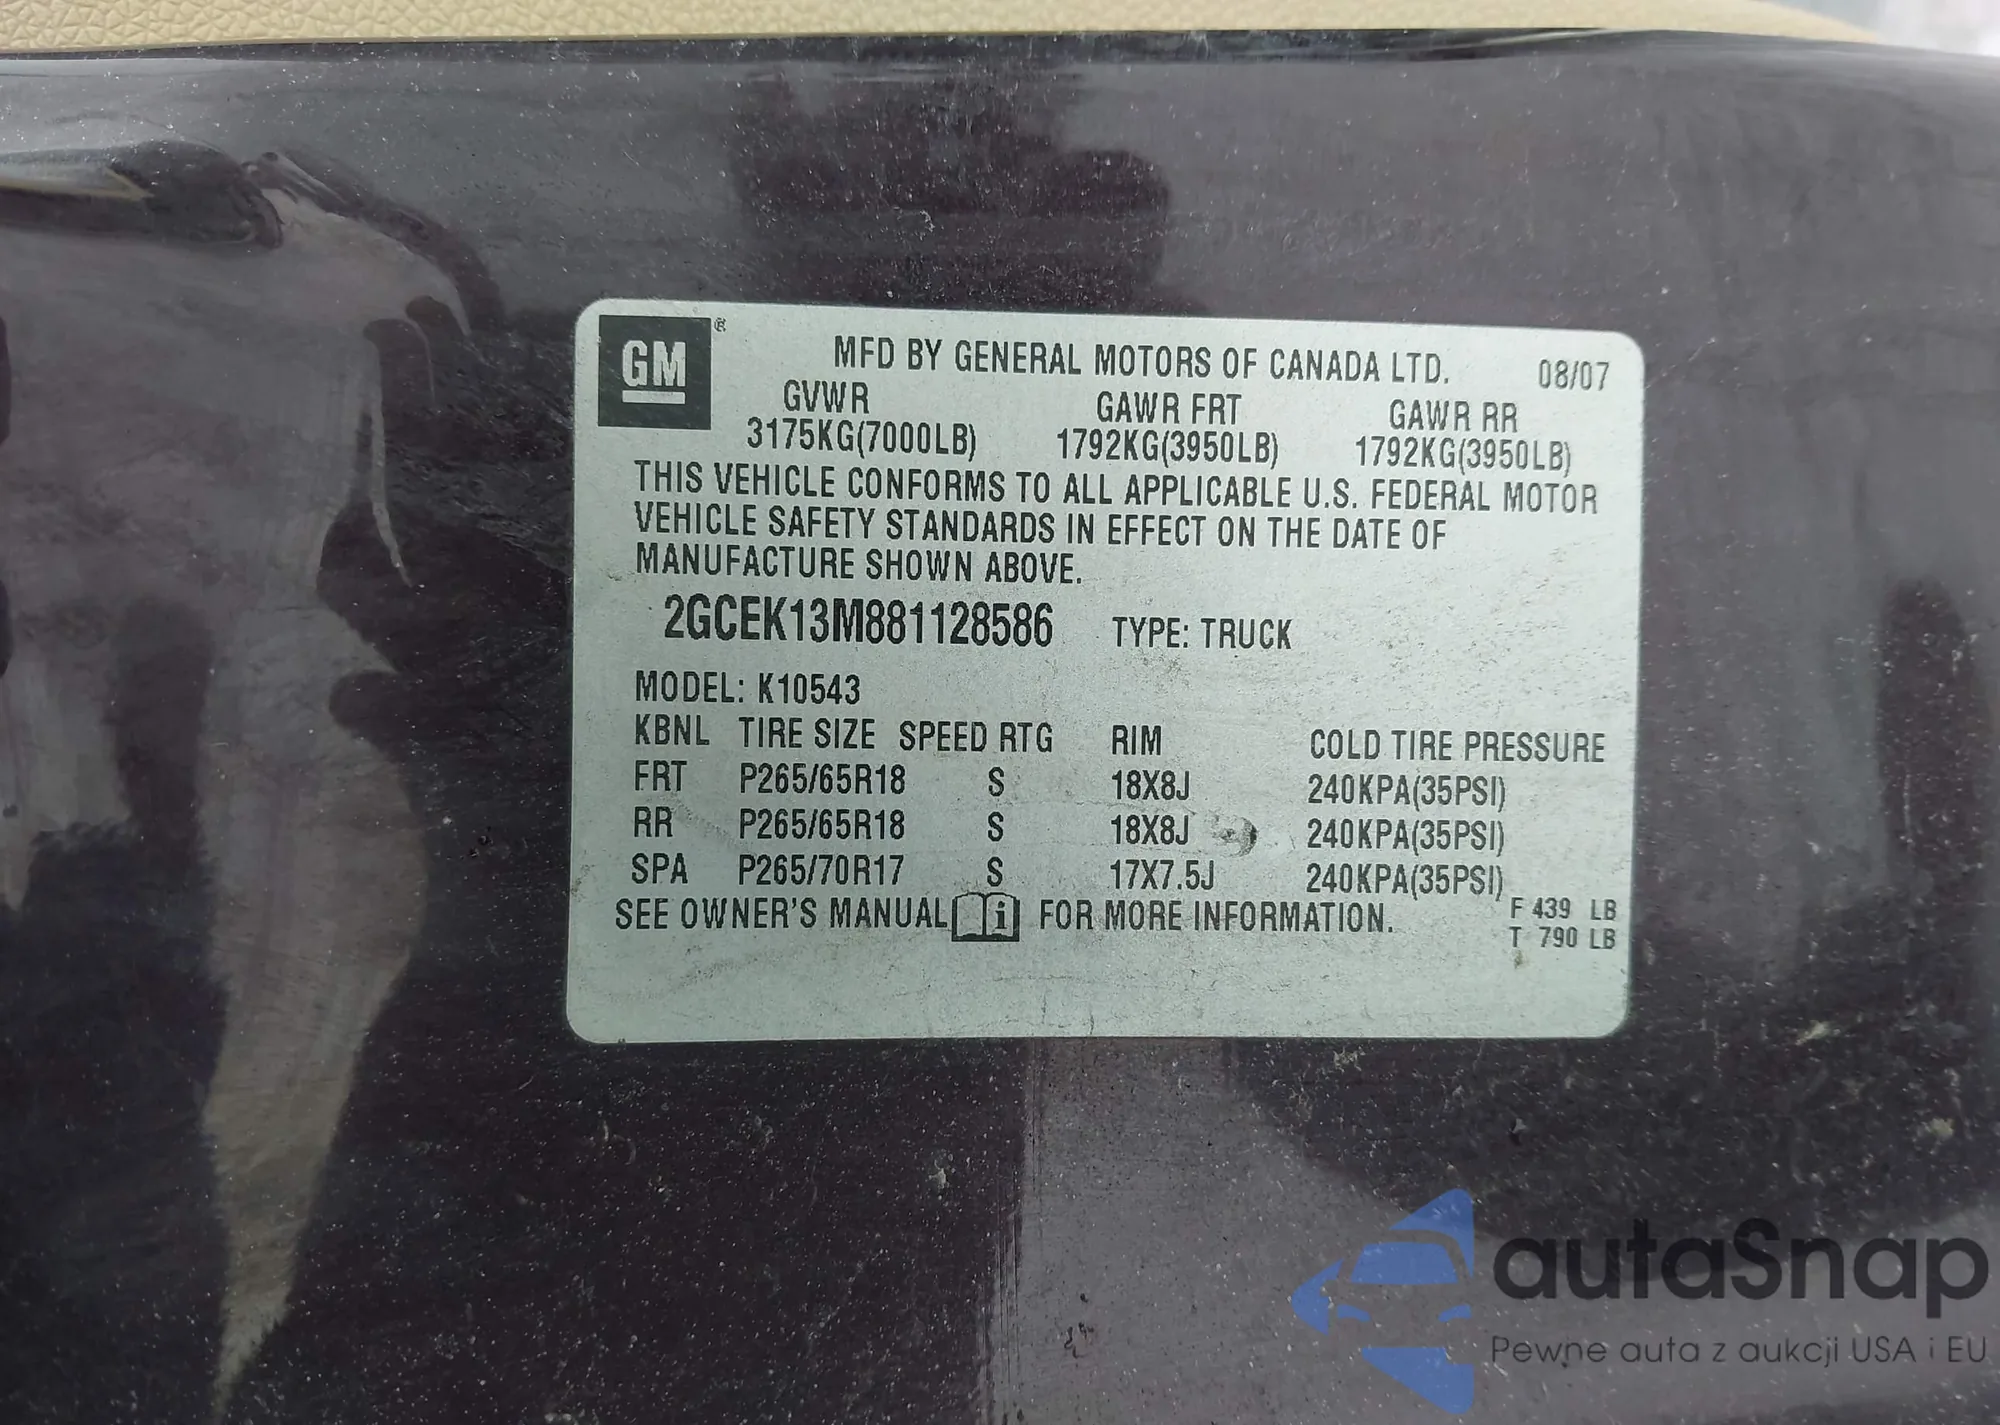 GM ®
MFD BY GENERAL MOTORS OF CANADA LTD. 08/07
GVWR GAWR FRT GAWR RR
3175KG(7000LB) 1792KG(3950LB) 1792KG(3950LB)
THIS VEHICLE CONFORMS TO ALL APPLICABLE U.S. FEDERAL MOTOR
VEHICLE SAFETY STANDARDS IN EFFECT ON THE DATE OF
MANUFACTURE SHOWN ABOVE.
2GCEK13M881128586 TYPE: TRUCK
MODEL: K10543
KBNL TIRE SIZE SPEED RTG RIM COLD TIRE PRESSURE
FRT P265/65R18 S 18X8J 240KPA(35PSI)
RR P265/65R18 S 18X8J 240KPA(35PSI)
SPA P265/70R17 S 17X7.5J 240KPA(35PSI)
SEE OWNER'S MANUAL i FOR MORE INFORMATION.
F 439 LB
T 790 LB
autaSnap
Pewne auta z aukcji USA i EU